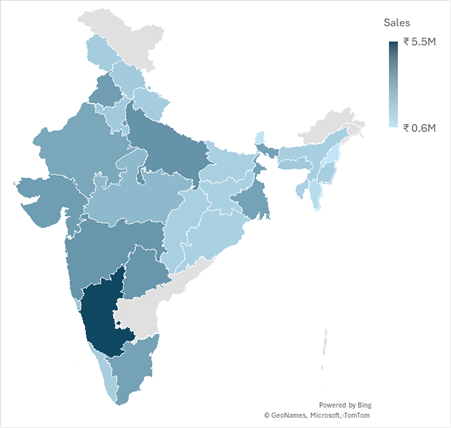 Sales
₹ 5.5M
₹ 0.6M
Powered by Bing
© GeoNames, Microsoft, TomTom